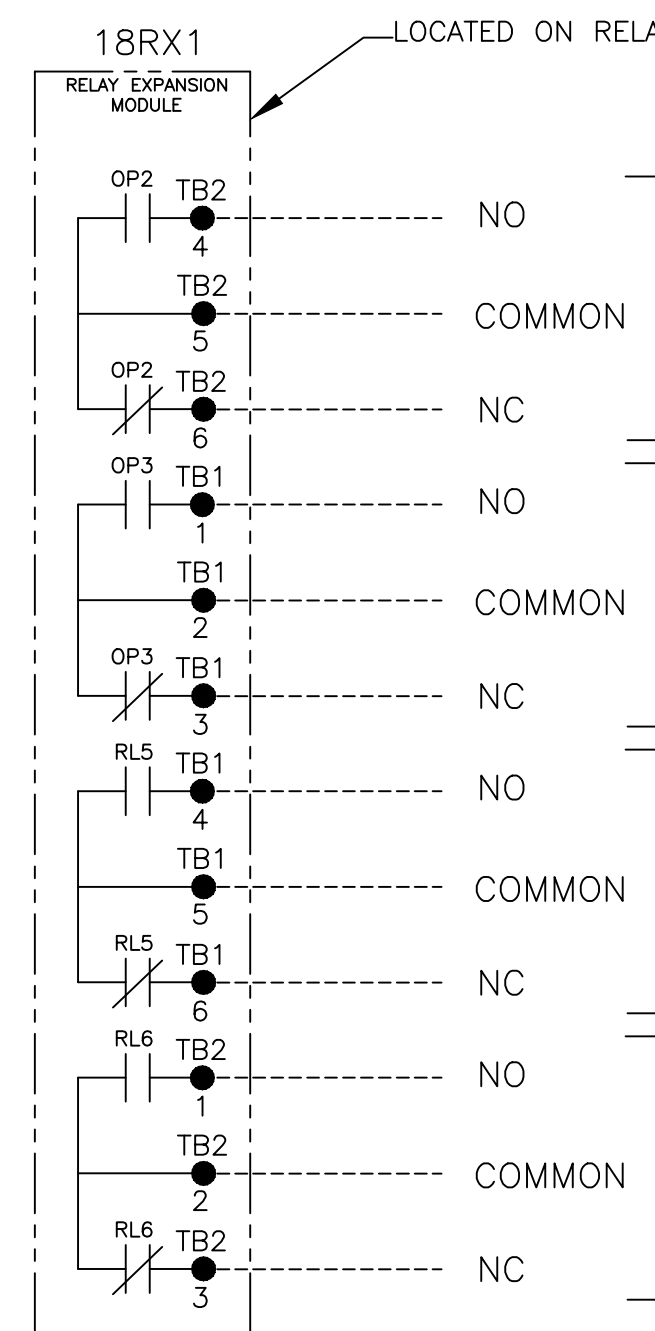 18RX1
LOCATED ON RELA
RELAY EXPANSION
MODULE
OP2 TB2
4
NO
TB2
5
COMMON
OP2 TB2
6
NC
OP3 TB1
1
NO
TB1
2
COMMON
OP3 TB1
3
NC
RL5 TB1
4
NO
TB1
5
COMMON
RL5 TB1
6
NC
RL6 TB2
1
NO
TB2
2
COMMON
RL6 TB2
3
NC